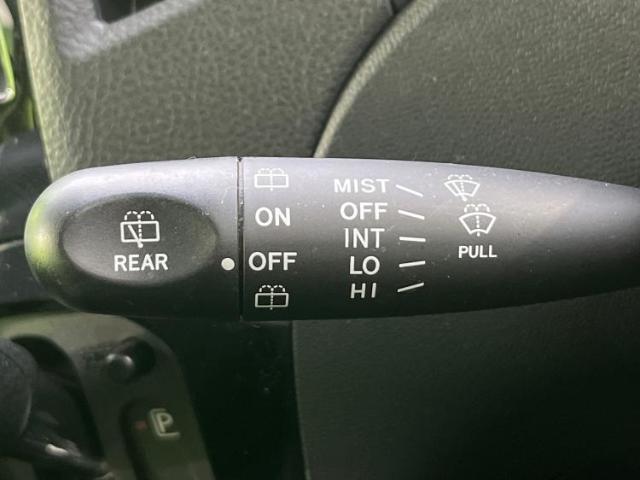 REAR
ON
OFF
MIST
OFF
INT
LO
HI
PULL
P